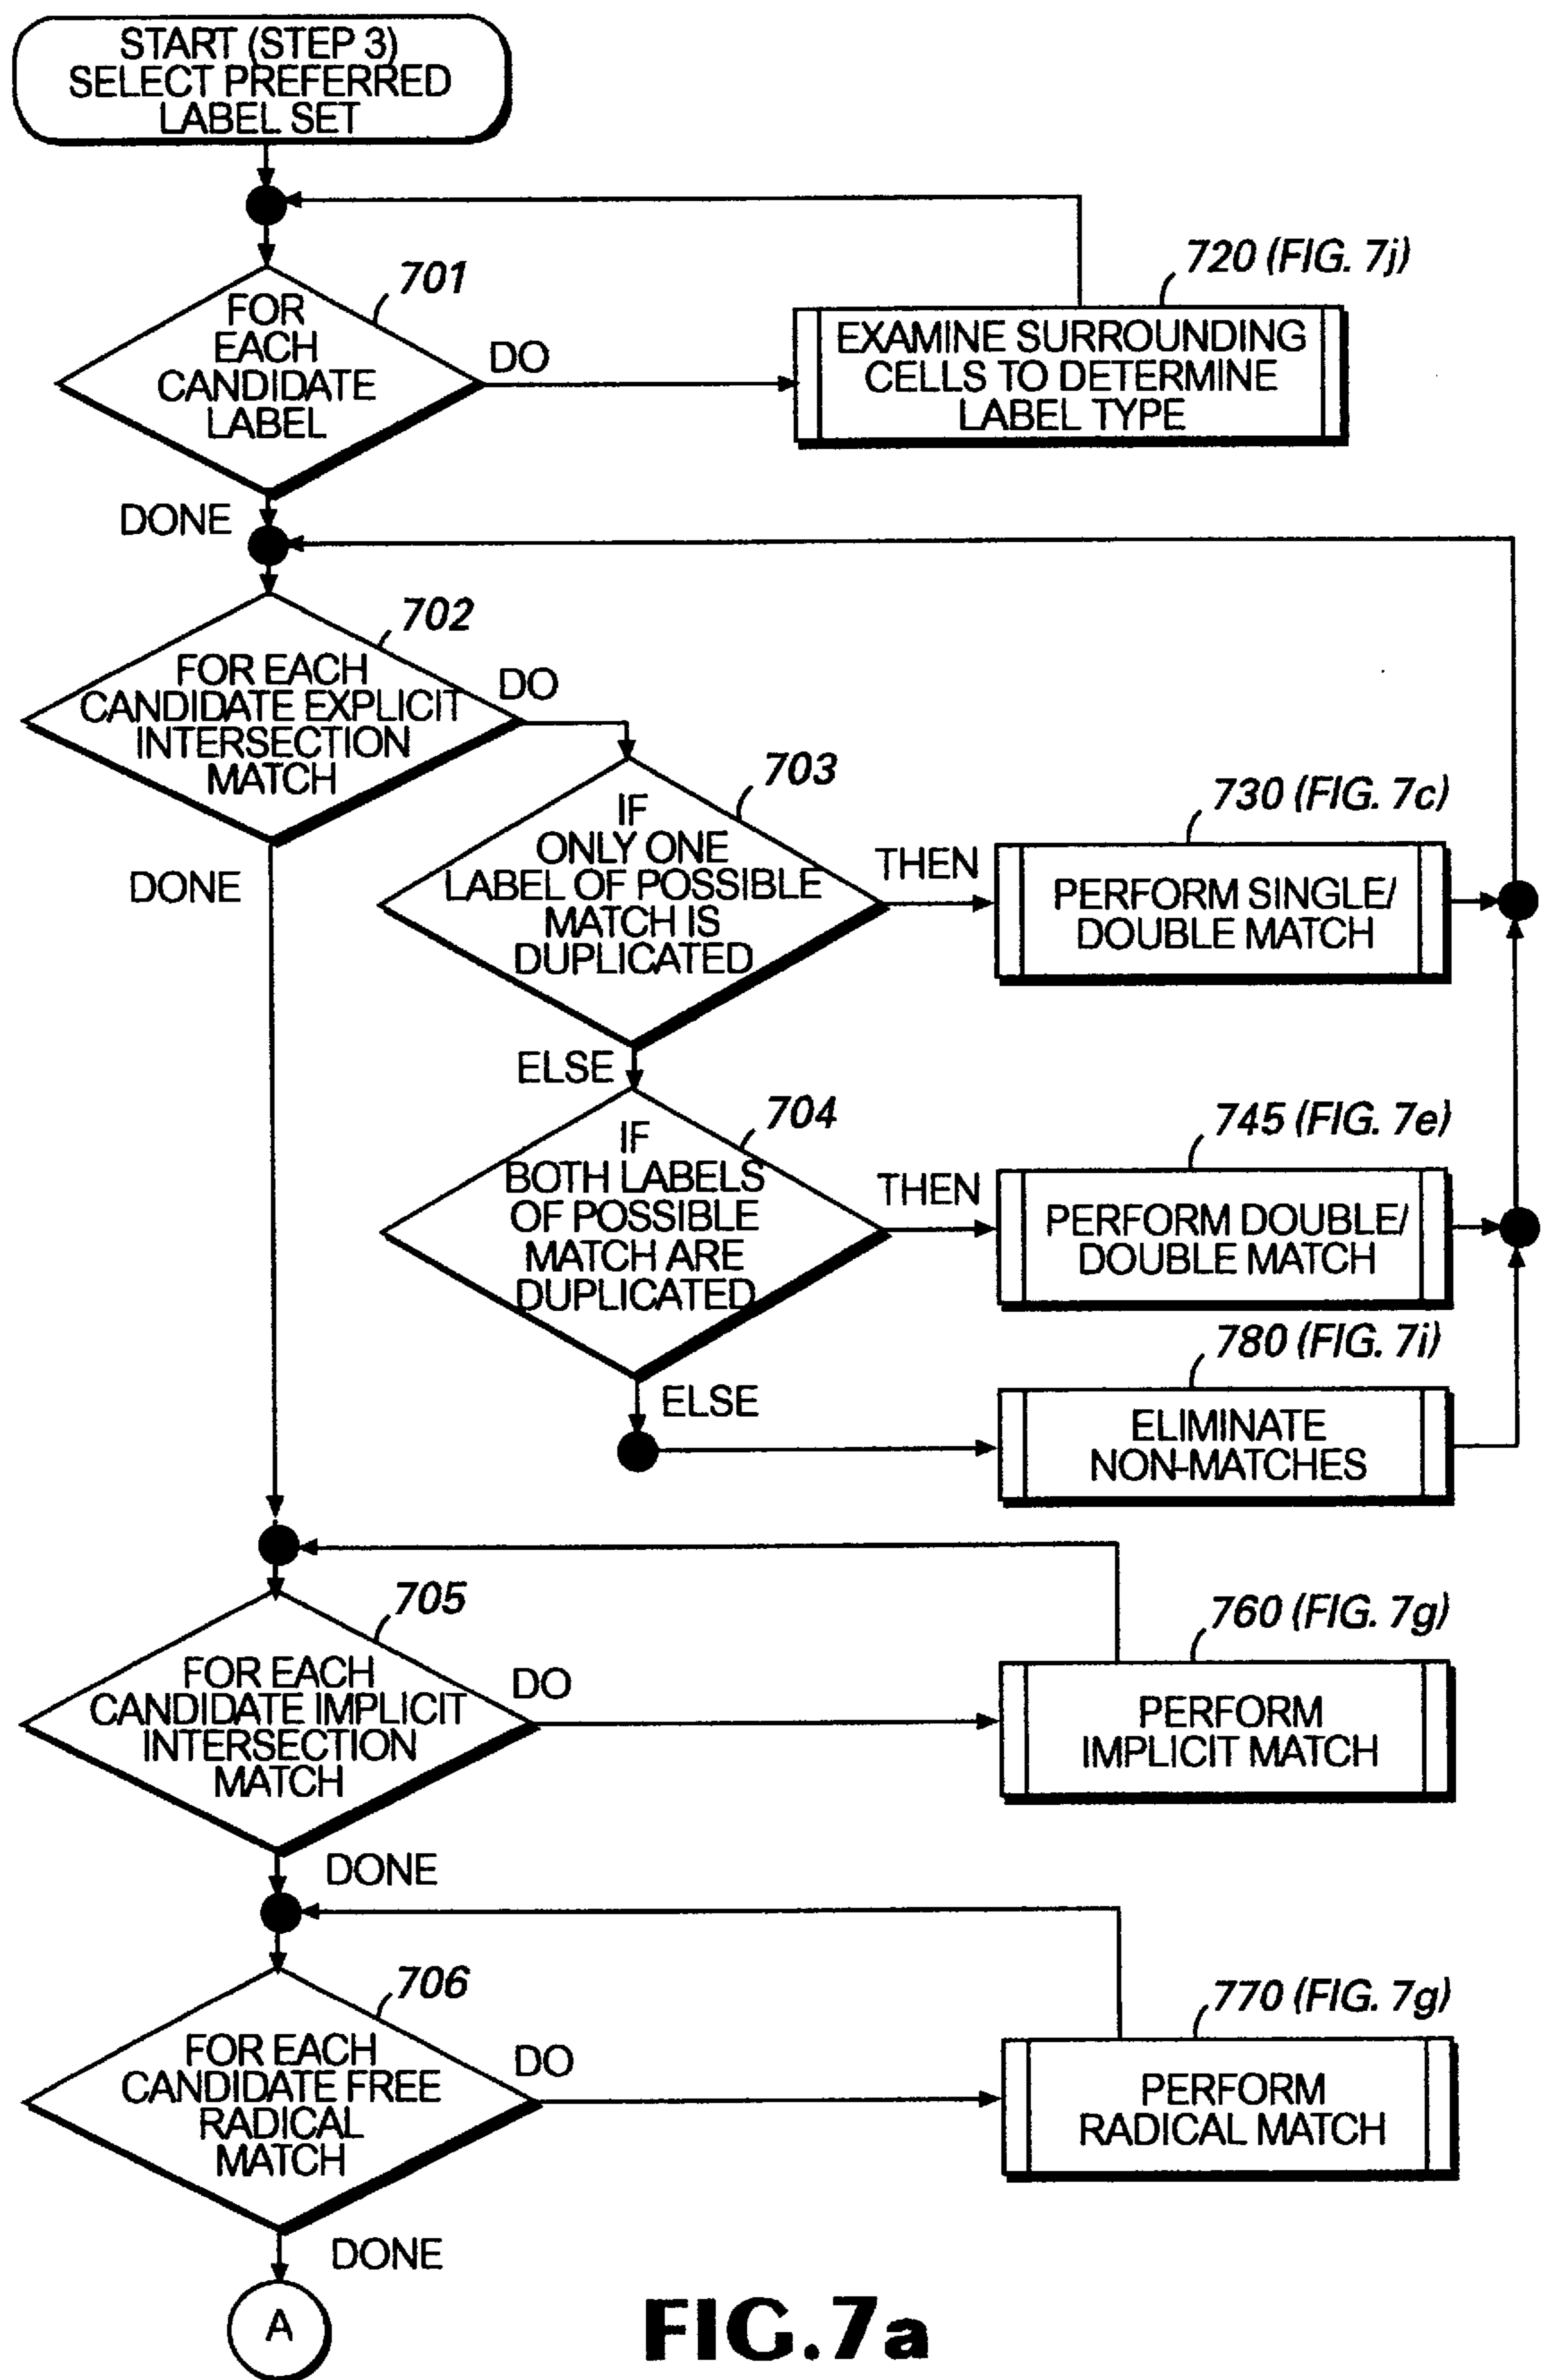 START (STEP 3)
SELECT PREFERRED
LABEL SET
701
720 (FIG. 7j)
FOR
EACH
CANDIDATE
LABEL
DO
EXAMINE SURROUNDING
CELLS TO DETERMINE
LABEL TYPE
DONE
702
FOR EACH
CANDIDATE EXPLICIT
INTERSECTION
MATCH
DO
DONE
703
IF
ONLY ONE
LABEL OF POSSIBLE
MATCH IS
DUPLICATED
THEN
730 (FIG. 7c)
PERFORM SINGLE/
DOUBLE MATCH
ELSE
704
IF
BOTH LABELS
OF POSSIBLE
MATCH ARE
DUPLICATED
THEN
745 (FIG. 7e)
PERFORM DOUBLE/
DOUBLE MATCH
ELSE
780 (FIG. 7i)
ELIMINATE
NON-MATCHES
705
FOR EACH
CANDIDATE IMPLICIT
INTERSECTION
MATCH
DO
760 (FIG. 7g)
PERFORM
IMPLICIT MATCH
DONE
706
FOR EACH
CANDIDATE FREE
RADICAL
MATCH
DO
770 (FIG. 7g)
PERFORM
RADICAL MATCH
DONE
A
FIG.7a